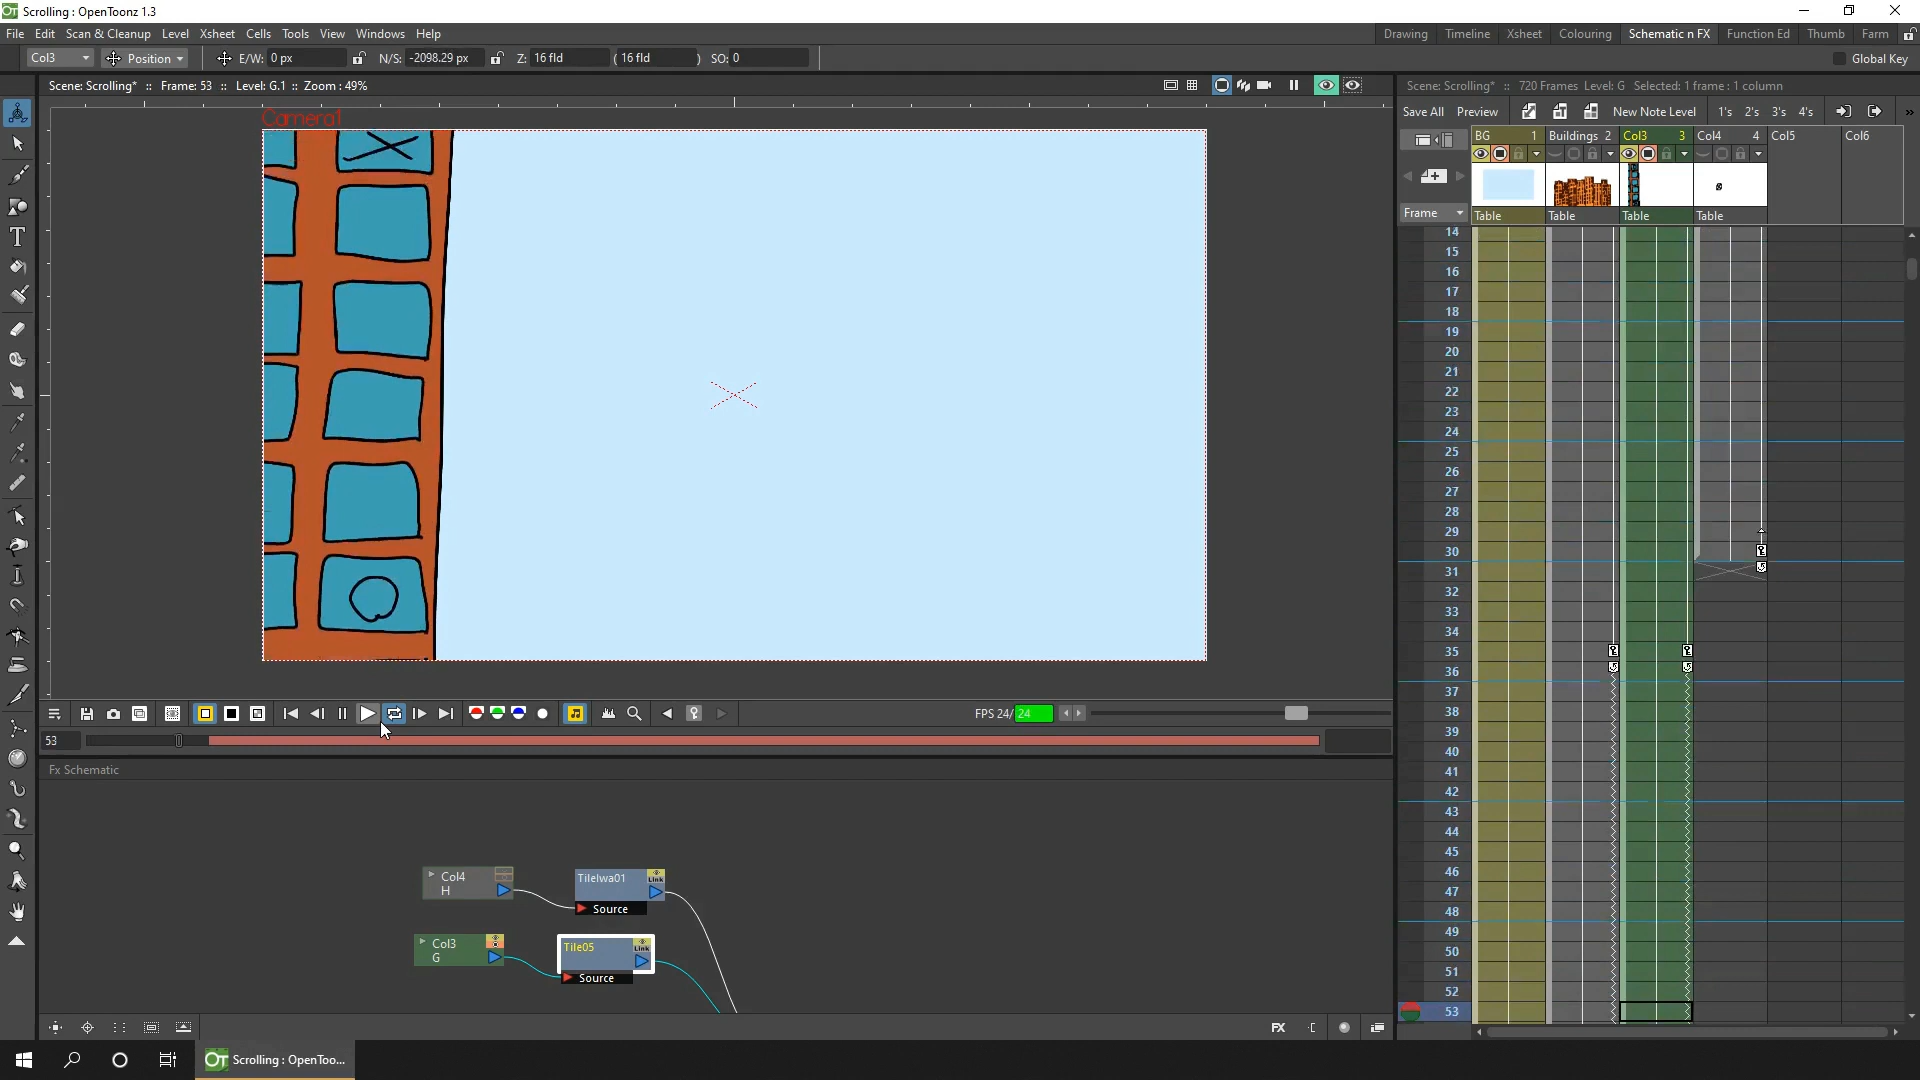 Scrolling : OpenToonz 1.3
File Edit Scan & Cleanup Level Xsheet Cells Tools View Windows Help
Drawing Timeline Xsheet Schematic n FX Colouring Function Ed Thumb Farm
Col3 Position E/W: 0 px N/S: -2098.29 px Z: 16 fld ( 16 fld ) SO: 0 Global Key
Scene: Scrolling* :: Frame: 53 :: Level: G.1 :: Zoom : 49%
Scene: Scrolling* :: 720 Frames Level: G Selected: 1 frame : 1 column
Save All Preview New Note Level 1's 2's 3's 4's »
Camera1
BG 1 Buildings 2 Col3 3 Col4 4 Col5 Col6
Frame Table Table Table Table
14
15
16
17
18
19
20
21
22
23
24
25
26
27
28
29
30
31
32
33
34
35
36
37
38
39
40
41
42
43
44
45
46
47
48
49
50
51
52
53
FPS 24/ 24
53
Fx Schematic
Col4
H
TileIwa01
Link
Source
Col3
G
Tile05
Link
Source
FX
Scrolling : OpenToo...